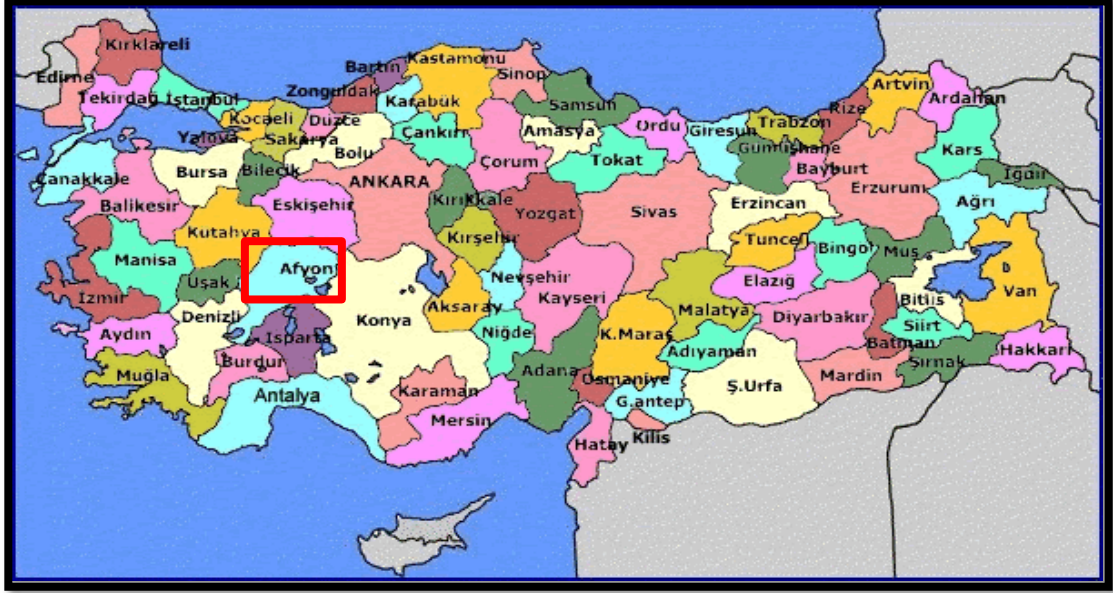 Kırklareli
Edirne
Tekirdağ
İstanbul
Kocaeli
Yalova
Sakarya
Düzce
Zonguldak
Bartın
Kastamonu
Sinop
Karabük
Bolu
Çankırı
Samsun
Amasya
Ordu
Giresun
Trabzon
Rize
Artvin
Ardahan
Kars
Iğdır
Gümüşhane
Bayburt
Erzurum
Ağrı
Çanakkale
Balikesir
Bursa
Bilecik
Eskişehir
ANKARA
Kırıkkale
Çorum
Yozgat
Tokat
Sivas
Erzincan
Tunceli
Bingöl
Muş
Kutahya
Kırşehir
Manisa
Uşak
Afyon
İzmir
Denizli
Aydın
Muğla
Burdur
Isparta
Antalya
Konya
Aksaray
Nevşehir
Kayseri
Niğde
Malatya
Elazığ
Diyarbakır
Bitlis
Van
Siirt
Batman
Şırnak
Hakkari
K.Maraş
Adıyaman
Adana
Osmaniye
G.antep
Ş.Urfa
Mardin
Karaman
Mersin
Hatay
Kilis